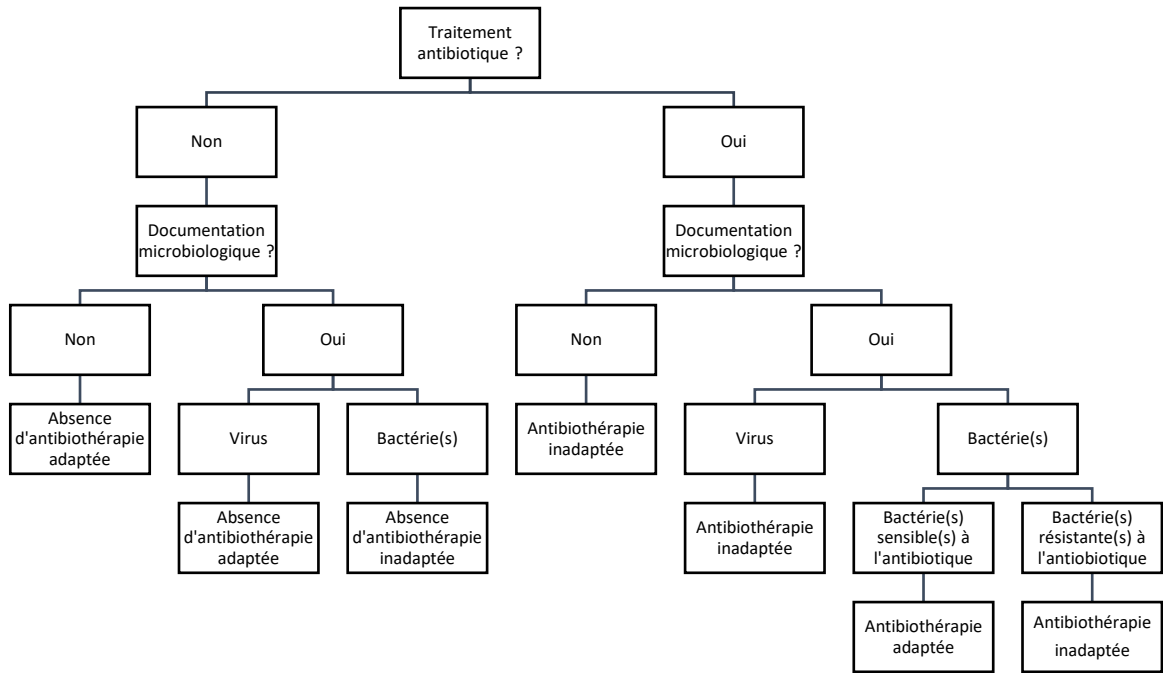 Traitement
antibiotique ?
Non
Oui
Documentation
microbiologique ?
Documentation
microbiologique ?
Non
Oui
Non
Oui
Absence
d'antibiothérapie
adaptée
Virus
Bactérie(s)
Antibiothérapie
inadaptée
Virus
Bactérie(s)
Absence
d'antibiothérapie
adaptée
Absence
d'antibiothérapie
inadaptée
Antibiothérapie
inadaptée
Bactérie(s)
sensible(s) à
l'antibiotique
Bactérie(s)
résistante(s) à
l'antiobiotique
Antibiothérapie
adaptée
Antibiothérapie
inadaptée